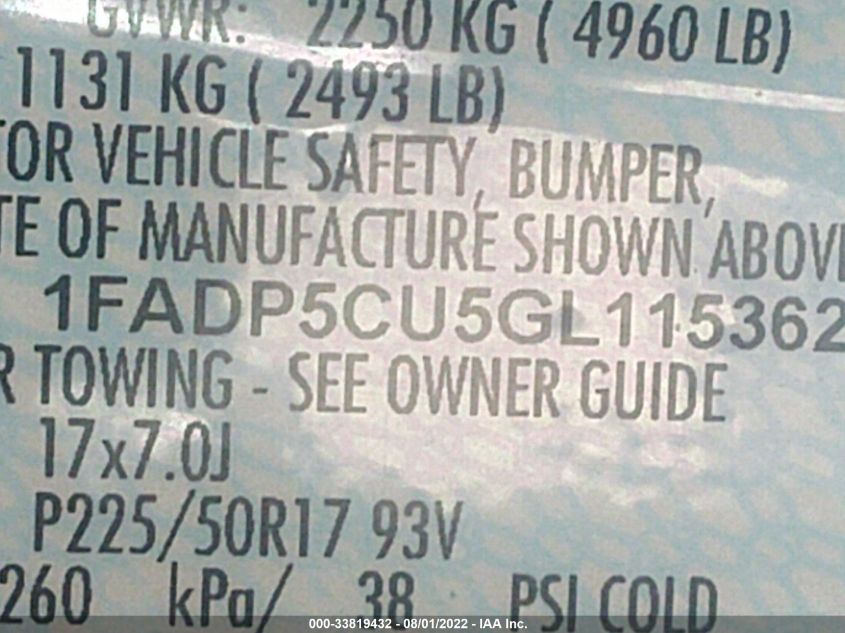 GVWR: 2250 KG ( 4960 LB)
1131 KG ( 2493 LB)
TOR VEHICLE SAFETY, BUMPER,
TE OF MANUFACTURE SHOWN ABOVE
1FADP5CU5GL115362
R TOWING - SEE OWNER GUIDE
17x7.0J
P225/50R17 93V
260 kPa/ 38 PSI COLD
000-33819432 - 08/01/2022 - IAA Inc.